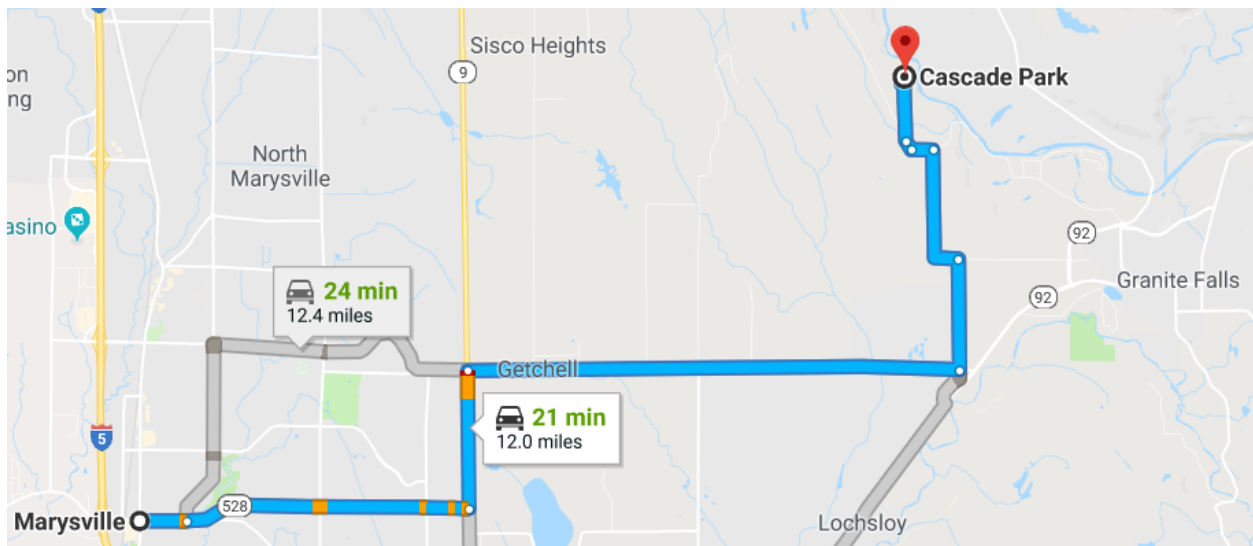 Sisco Heights
9
on
ng
Cascade Park
North
Marysville
asino
92
24 min
12.4 miles
92
Granite Falls
Getchell
21 min
12.0 miles
5
528
Marysville
Lochsloy